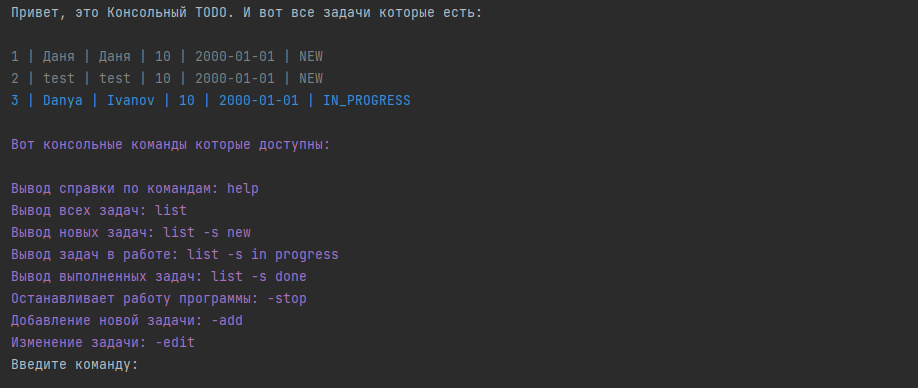 Привет, это Консольный TODO. И вот все задачи которые есть:
1 | Даня | Даня | 10 | 2000-01-01 | NEW
2 | test | test | 10 | 2000-01-01 | NEW
3 | Danya | Ivanov | 10 | 2000-01-01 | IN_PROGRESS
Вот консольные команды которые доступны:
Вывод справки по командам: help
Вывод всех задач: list
Вывод новых задач: list -s new
Вывод задач в работе: list -s in progress
Вывод выполненных задач: list -s done
Останавливает работу программы: -stop
Добавление новой задачи: -add
Изменение задачи: -edit
Введите команду: